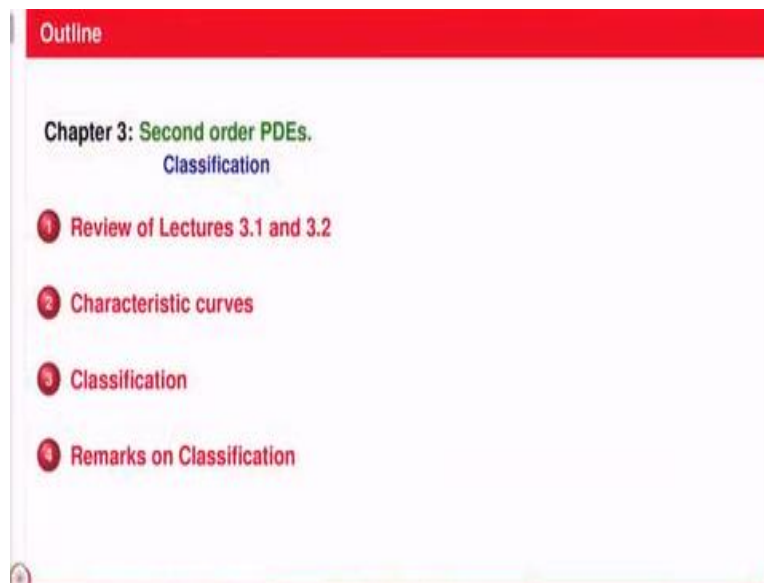 Outline
Chapter 3: Second order PDEs.
Classification
1 Review of Lectures 3.1 and 3.2
2 Characteristic curves
3 Classification
4 Remarks on Classification